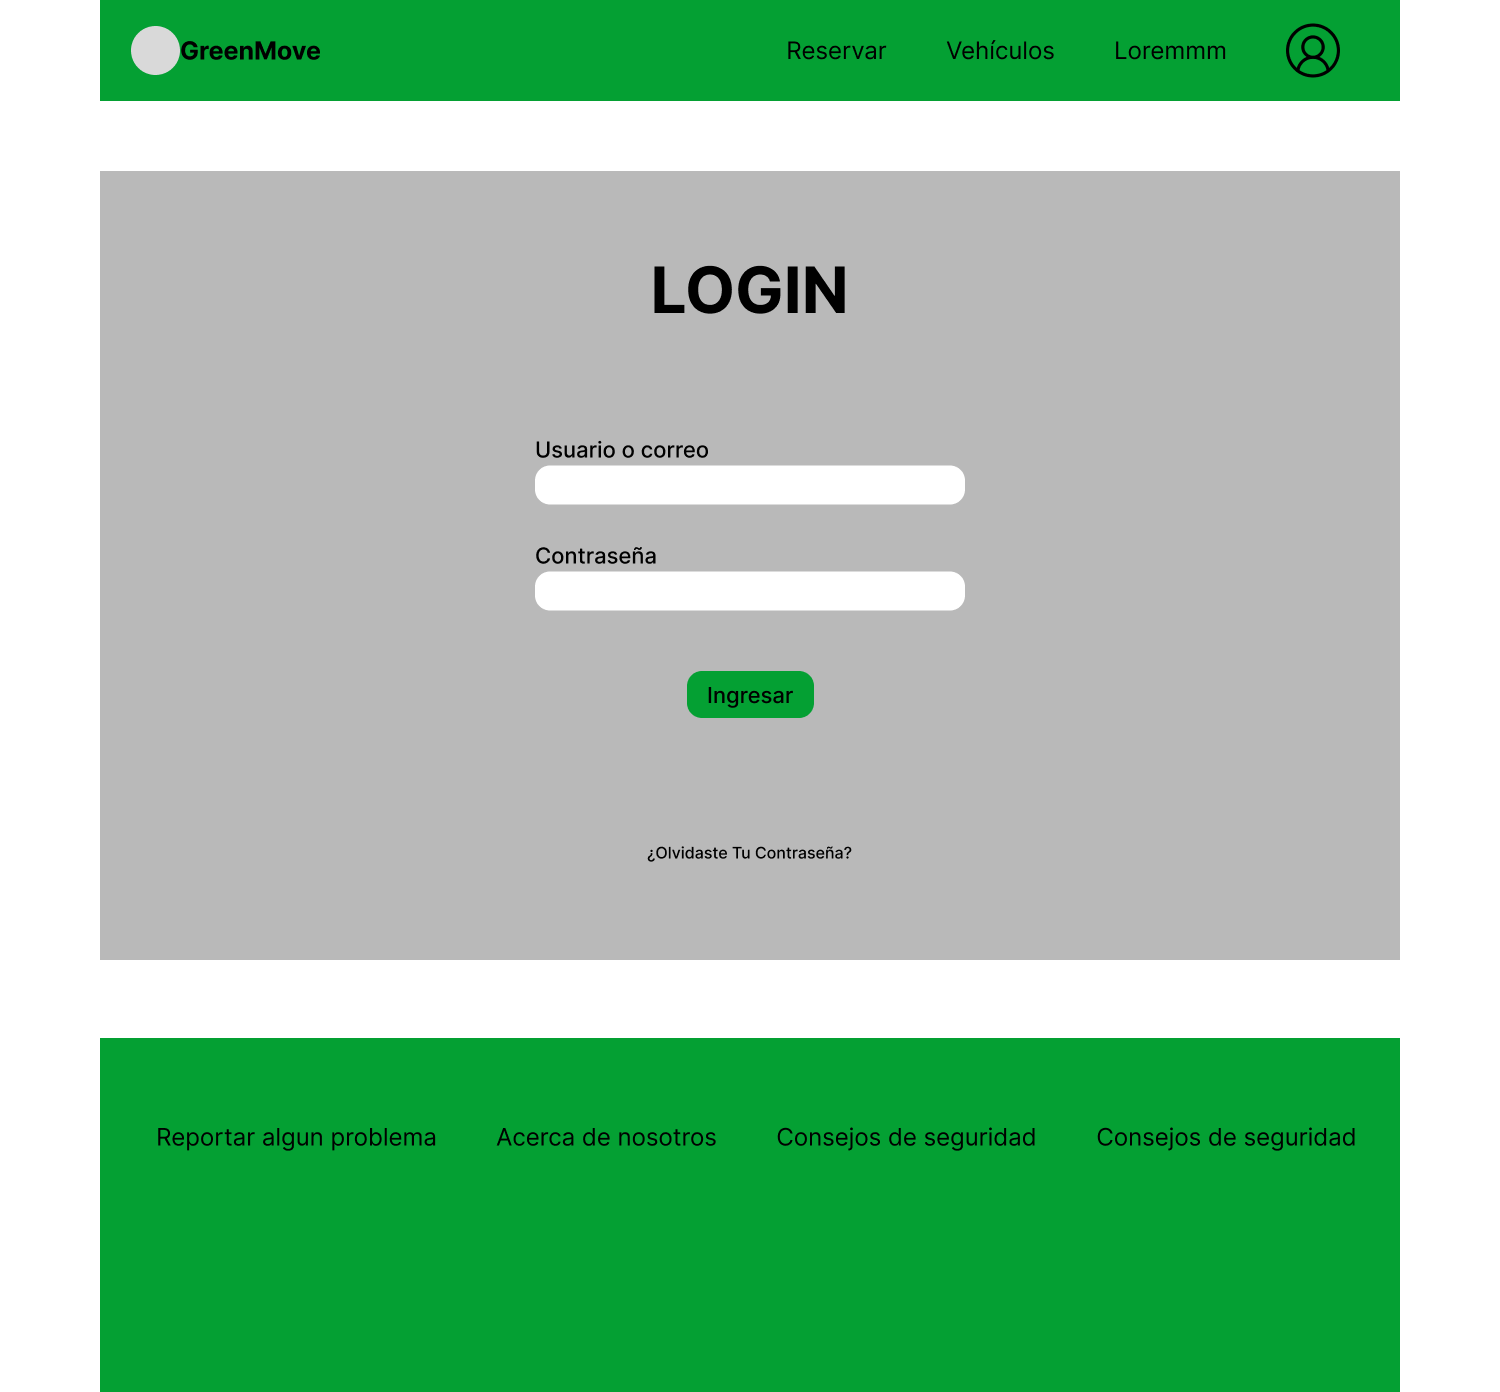 GreenMove
Reservar
Vehículos
Loremmm
LOGIN
Usuario o correo
Contraseña
Ingresar
¿Olvidaste Tu Contraseña?
Reportar algun problema
Acerca de nosotros
Consejos de seguridad
Consejos de seguridad